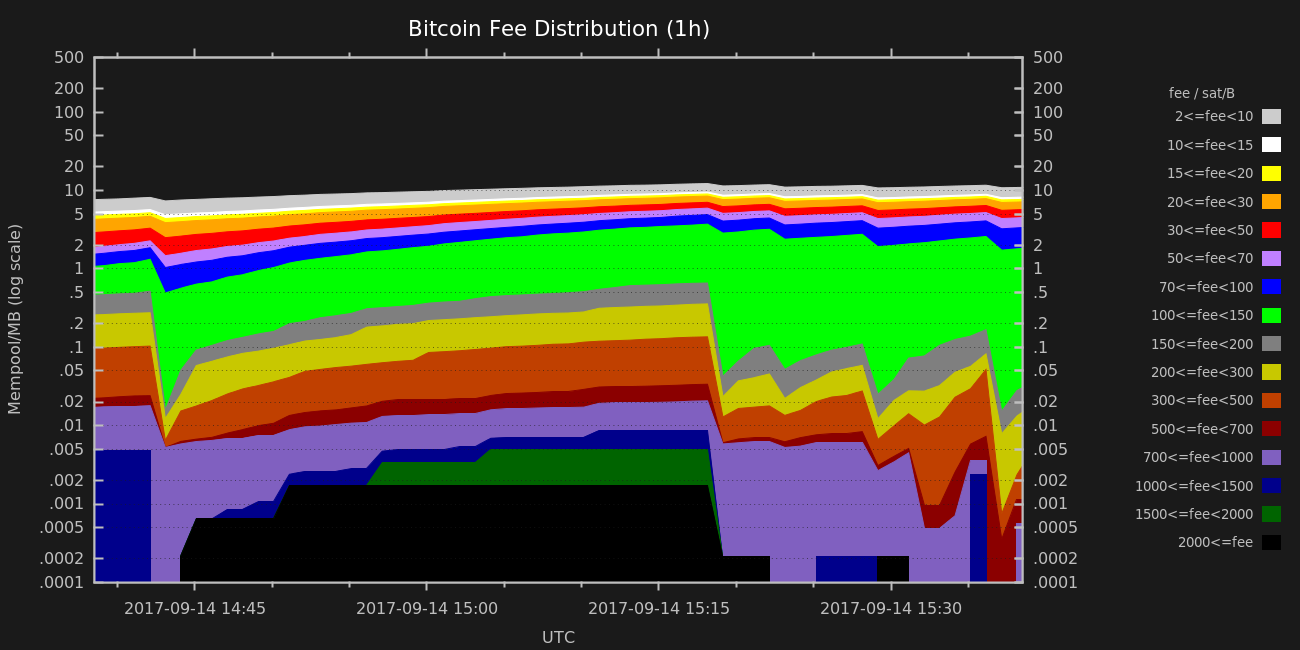 Bitcoin Fee Distribution (1h)
500 500
200 200
100 100
50 50
20 20
10 10
5 5
2 2
1 1
.5 .5
.2 .2
.1 .1
.05 .05
.02 .02
.01 .01
.005 .005
.002 .002
.001 .001
.0005 .0005
.0002 .0002
.0001 .0001
Mempool/MB (log scale)
2017-09-14 14:45 2017-09-14 15:00 2017-09-14 15:15 2017-09-14 15:30
UTC
fee / sat/B
2<=fee<10
10<=fee<15
15<=fee<20
20<=fee<30
30<=fee<50
50<=fee<70
70<=fee<100
100<=fee<150
150<=fee<200
200<=fee<300
300<=fee<500
500<=fee<700
700<=fee<1000
1000<=fee<1500
1500<=fee<2000
2000<=fee